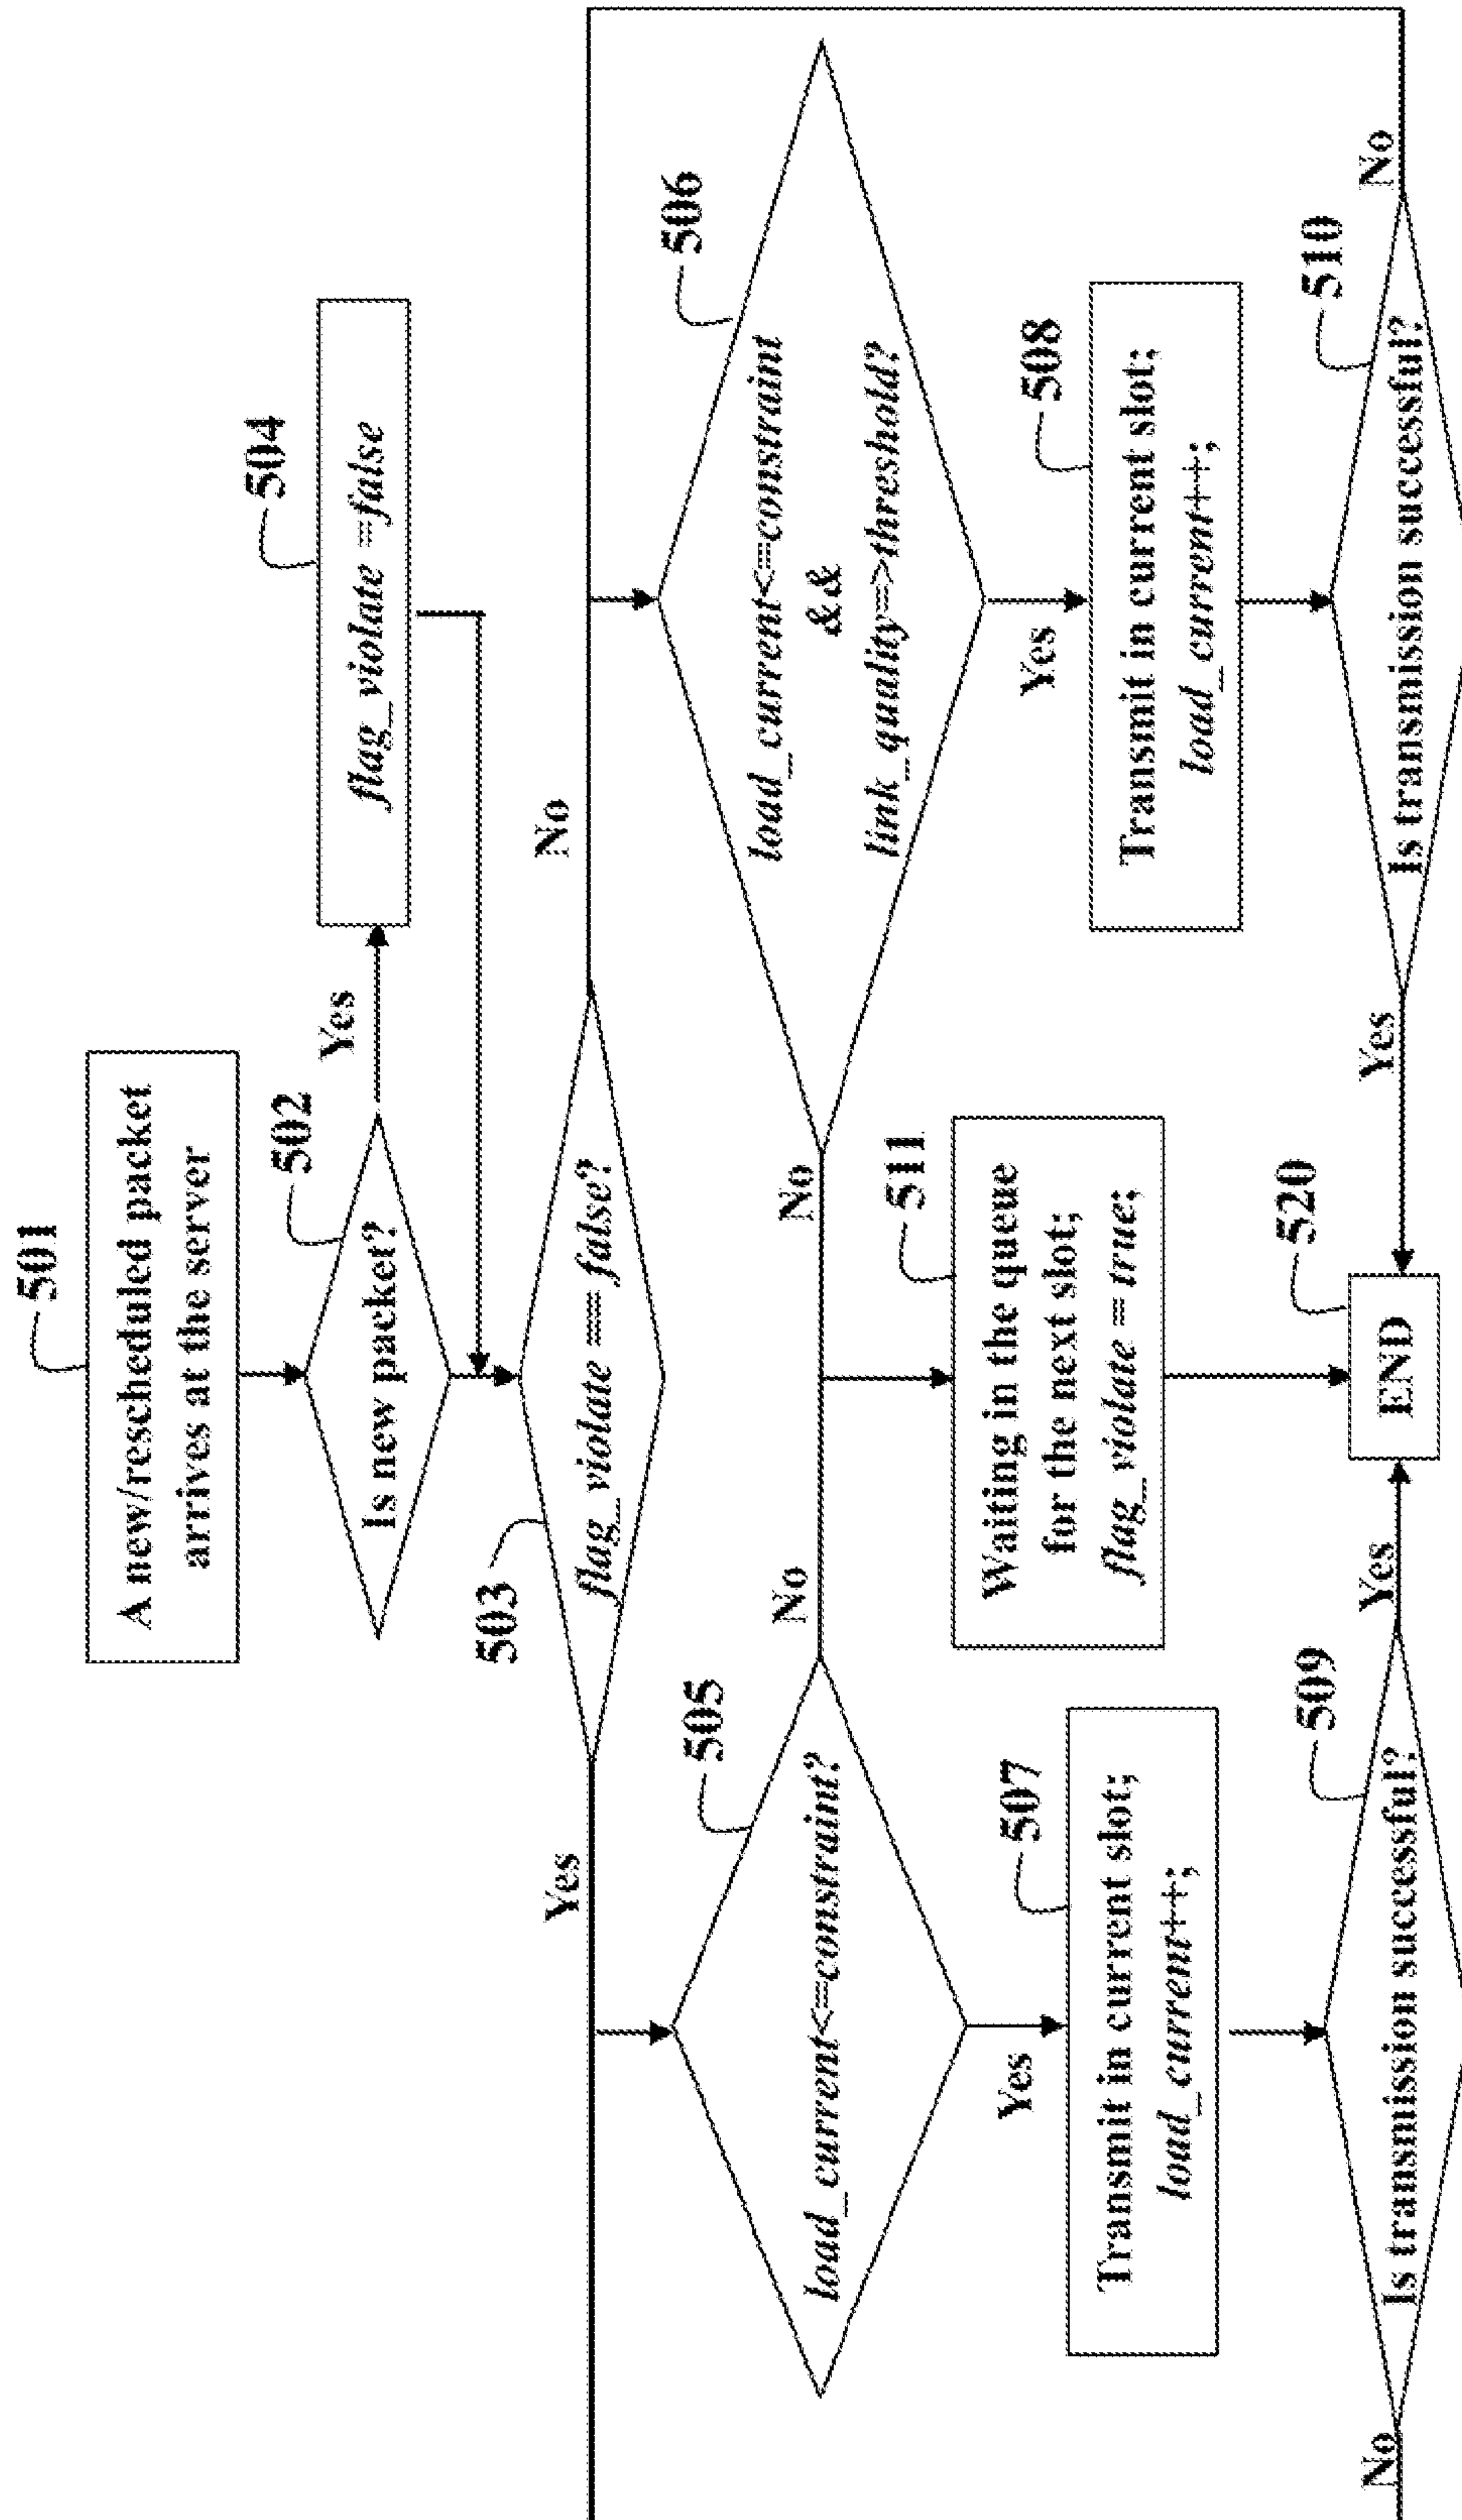 501
A new/rescheduled packet
arrives at the server
502
Is new packet?
Yes
504
flag_violate =false
503
flag_violate == false?
Yes
No
505
load_current<=constraint?
No
No
506
load_current<=constraint
&&
link_quality=>threshold?
Yes
Yes
507
Transmit in current slot;
load_current++;
511
Waiting in the queue
for the next slot;
flag_violate = true;
508
Transmit in current slot;
load_current++;
509
Is transmission successful?
No
Yes
520
END
Yes
510
Is transmission successful?
No